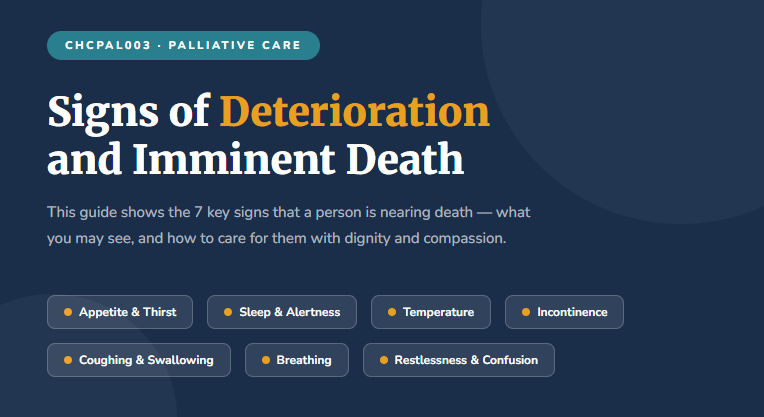 CHCPAL003 · PALLIATIVE CARE
Signs of Deterioration
and Imminent Death
This guide shows the 7 key signs that a person is nearing death — what
you may see, and how to care for them with dignity and compassion.
Appetite & Thirst
Sleep & Alertness
Temperature
Incontinence
Coughing & Swallowing
Breathing
Restlessness & Confusion